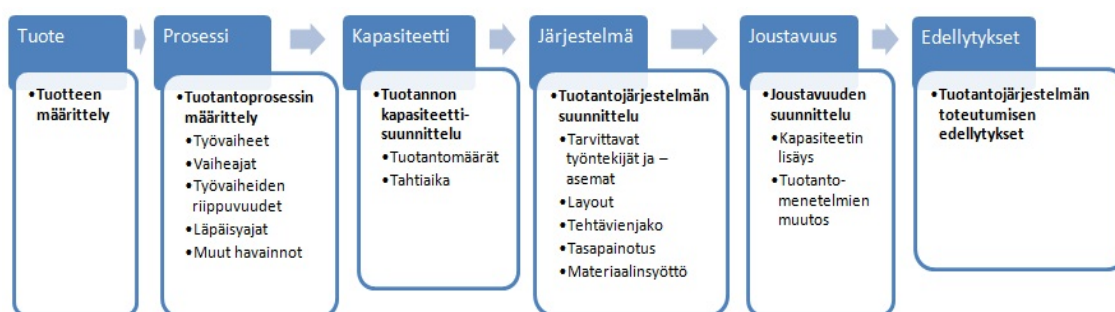 Tuote
Prosessi
Kapasiteetti
Järjestelmä
Joustavuus
Edellytykset
•Tuotteen
määrittely
•Tuotantoprosessin
määrittely
•Työvaiheet
•Vaiheajat
•Työvaiheiden
riippuvuudet
•Läpäisyajat
•Muut havainnot
•Tuotannon
kapasiteetti-
suunnittelu
•Tuotantomäärät
•Tahtiaika
•Tuotantojärjestelmän
suunnittelu
•Tarvittavat
työntekijät ja –
asemat
•Layout
•Tehtävienjako
•Tasapainotus
•Materiaalinsyöttö
•Joustavuuden
suunnittelu
•Kapasiteetin
lisäys
•Tuotanto-
menetelmien
muutos
•Tuotantojärjestelmän
toteutumisen
edellytykset